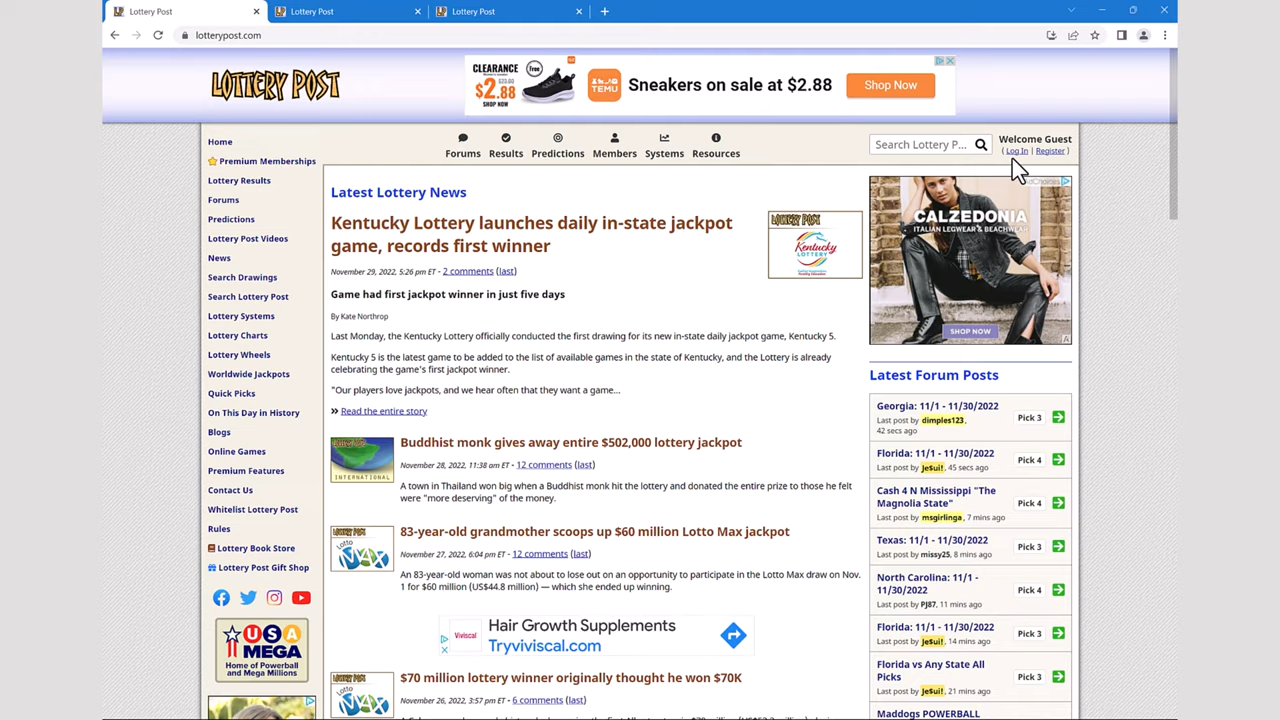 Lottery Post
Lottery Post
Lottery Post
lotterypost.com
LOTTERY POST
CLEARANCE
Free
$2.88
SHOP NOW
TEMU
Sneakers on sale at $2.88
Shop Now
Forums
Results
Predictions
Members
Systems
Resources
Search Lottery P...
Welcome Guest
( Log In | Register )
Home
Premium Memberships
Lottery Results
Forums
Predictions
Lottery Post Videos
News
Search Drawings
Search Lottery Post
Lottery Systems
Lottery Charts
Lottery Wheels
Worldwide Jackpots
Quick Picks
On This Day in History
Blogs
Online Games
Premium Features
Contact Us
Whitelist Lottery Post
Rules
Lottery Book Store
Lottery Post Gift Shop
USA
MEGA
Home of Powerball
and Mega Millions
Latest Lottery News
Kentucky Lottery launches daily in-state jackpot
game, records first winner
November 29, 2022, 5:26 pm ET - 2 comments (last)
LOTTERY POST
Kentucky
LOTTERY
Game had first jackpot winner in just five days
By Kate Northrop
Last Monday, the Kentucky Lottery officially conducted the first drawing for its new in-state daily jackpot game, Kentucky 5.
Kentucky 5 is the latest game to be added to the list of available games in the state of Kentucky, and the Lottery is already
celebrating the game's first jackpot winner.
"Our players love jackpots, and we hear often that they want a game...
» Read the entire story
INTERNATIONAL
Buddhist monk gives away entire $502,000 lottery jackpot
November 28, 2022, 11:38 am ET - 12 comments (last)
A town in Thailand won big when a Buddhist monk hit the lottery and donated the entire prize to those he felt
were "more deserving" of the money.
LOTTERY POST
Lotto
MAX
83-year-old grandmother scoops up $60 million Lotto Max jackpot
November 27, 2022, 6:04 pm ET - 12 comments (last)
An 83-year-old woman was not about to lose out on an opportunity to participate in the Lotto Max draw on Nov.
1 for $60 million (US$44.8 million) — which she ended up winning.
Viviscal
Hair Growth Supplements
Tryviviscal.com
LOTTERY POST
Lotto
MAX
$70 million lottery winner originally thought he won $70K
November 26, 2022, 3:57 pm ET - 6 comments (last)
AdChoices
CALZEDONIA
ITALIAN LEGWEAR & BEACHWEAR
SHOP NOW
Latest Forum Posts
Georgia: 11/1 - 11/30/2022
Last post by dimples123,
42 secs ago
Pick 3
Florida: 11/1 - 11/30/2022
Last post by Je$ui!, 45 secs ago
Pick 4
Cash 4 N Mississippi "The
Magnolia State"
Last post by msgirlinga, 7 mins ago
Pick 4
Texas: 11/1 - 11/30/2022
Last post by missy25, 8 mins ago
Pick 3
North Carolina: 11/1 -
11/30/2022
Last post by PJ87, 11 mins ago
Pick 4
Florida: 11/1 - 11/30/2022
Last post by Je$ui!, 14 mins ago
Pick 3
Florida vs Any State All
Picks
Last post by Je$ui!, 21 mins ago
Pick 3
Maddogs POWERBALL